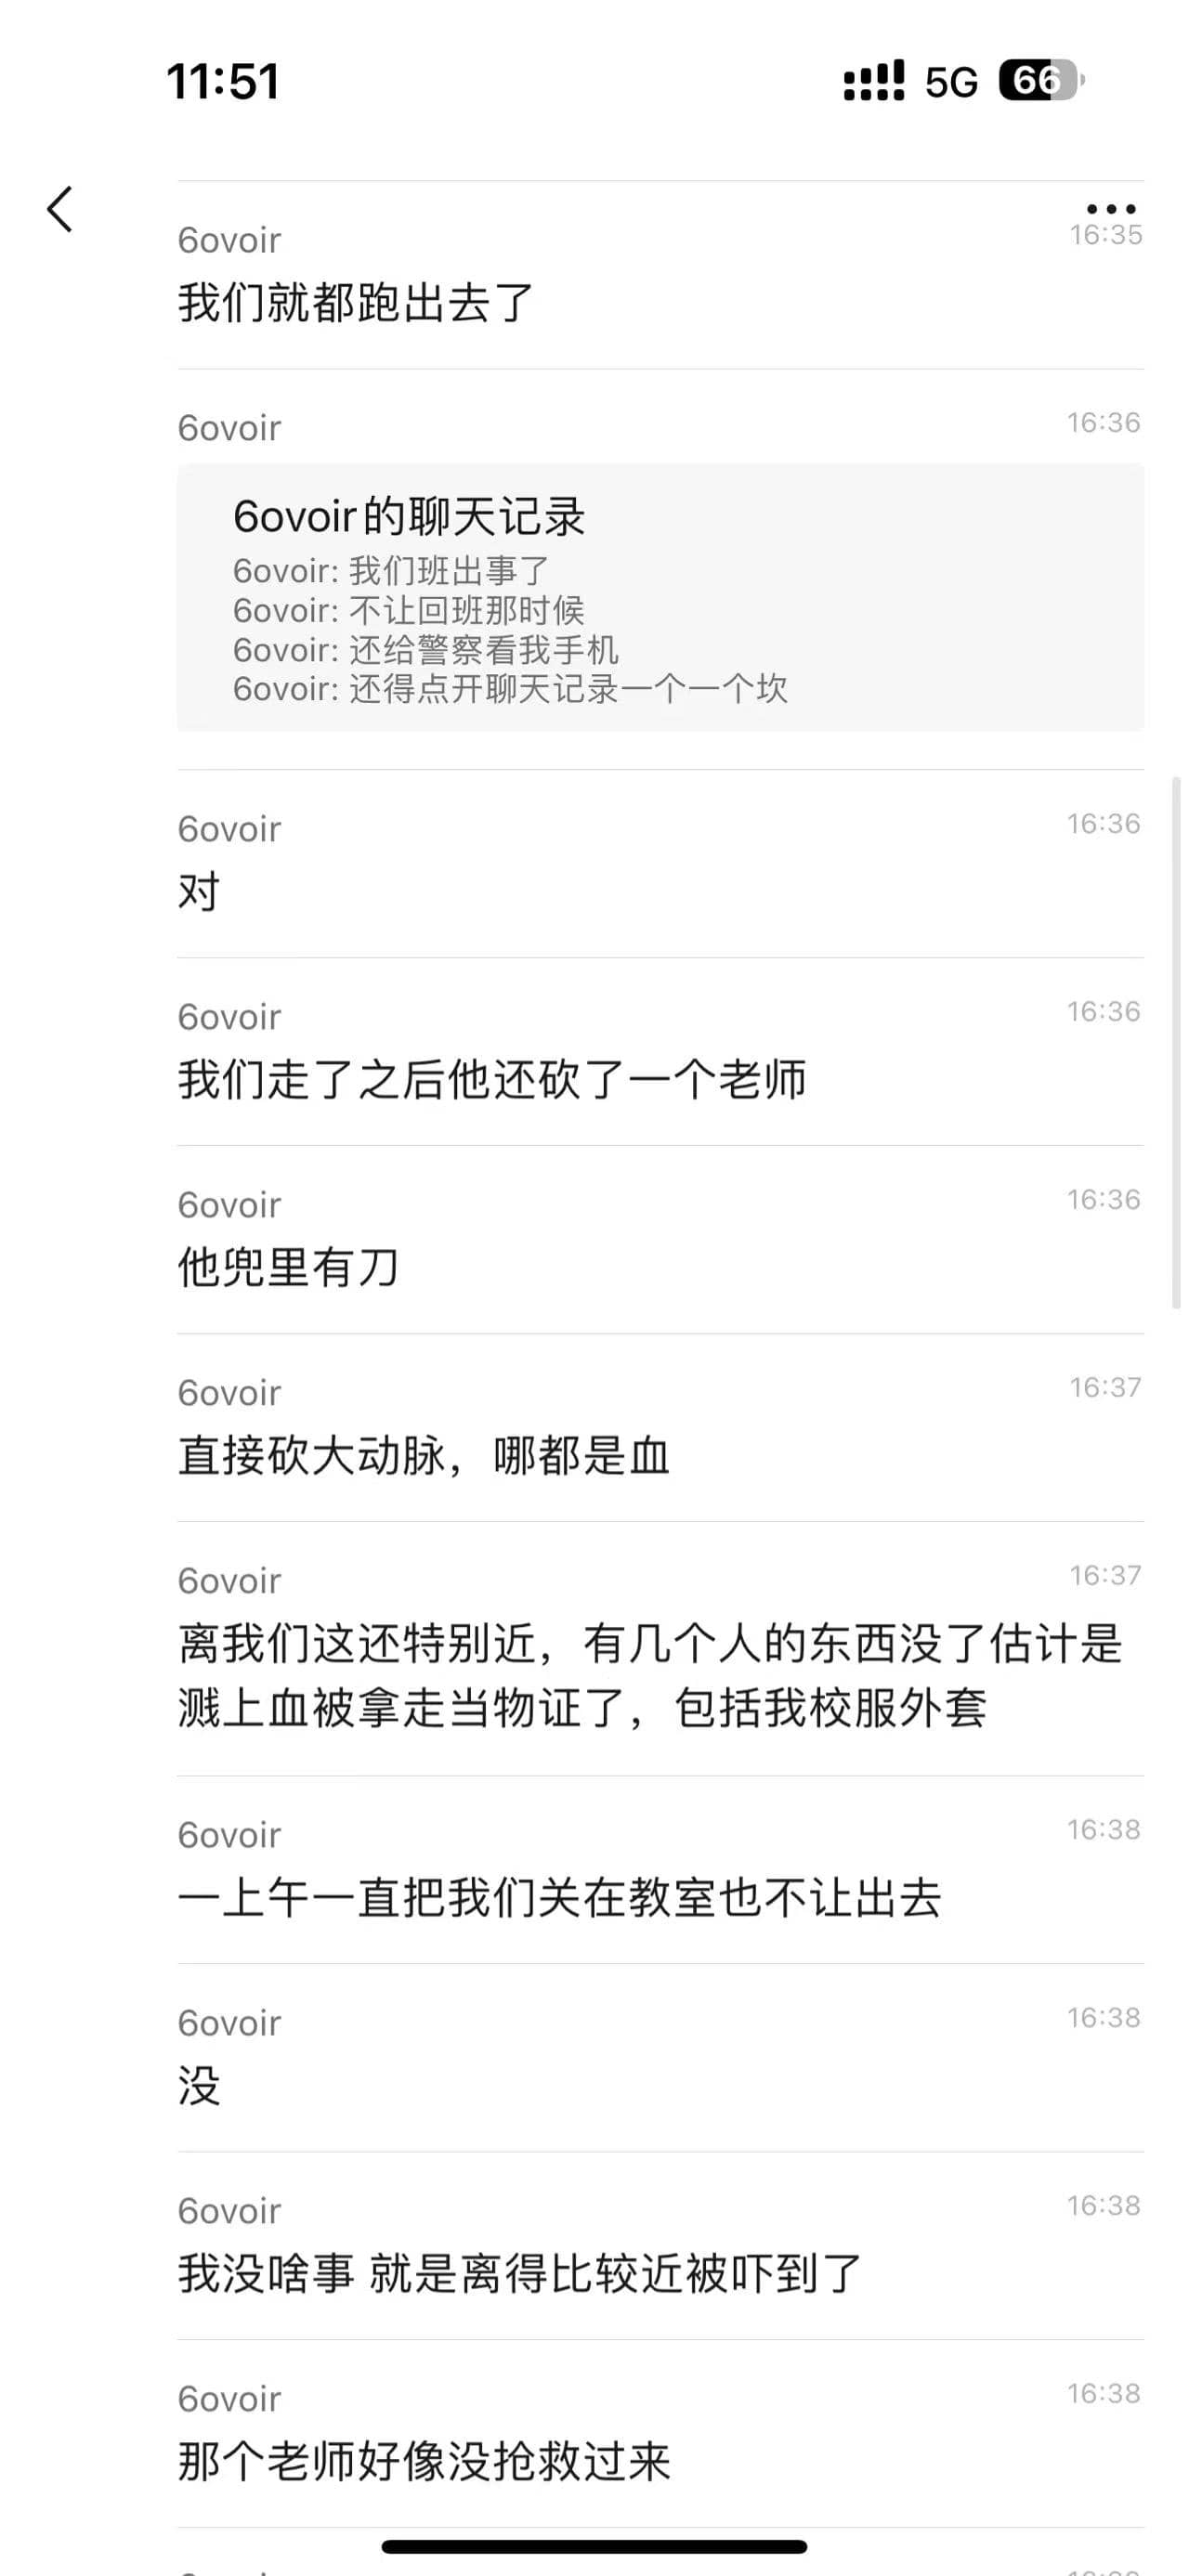 11:51
5G 66
16:35
6ovoir
我们就都跑出去了
6ovoir 16:36
6ovoir的聊天记录
6ovoir: 我们班出事了
6ovoir: 不让回班那时候
6ovoir: 还给警察看我手机
6ovoir: 还得点开聊天记录一个一个坎
6ovoir 16:36
对
6ovoir 16:36
我们走了之后他还砍了一个老师
6ovoir 16:36
他兜里有刀
6ovoir 16:37
直接砍大动脉，哪都是血
6ovoir 16:37
离我们这还特别近，有几个人的东西没了估计是
溅上血被拿走当物证了，包括我校服外套
6ovoir 16:38
一上午一直把我们关在教室也不让出去
6ovoir 16:38
没
6ovoir 16:38
我没啥事 就是离得比较近被吓到了
6ovoir 16:38
那个老师好像没抢救过来